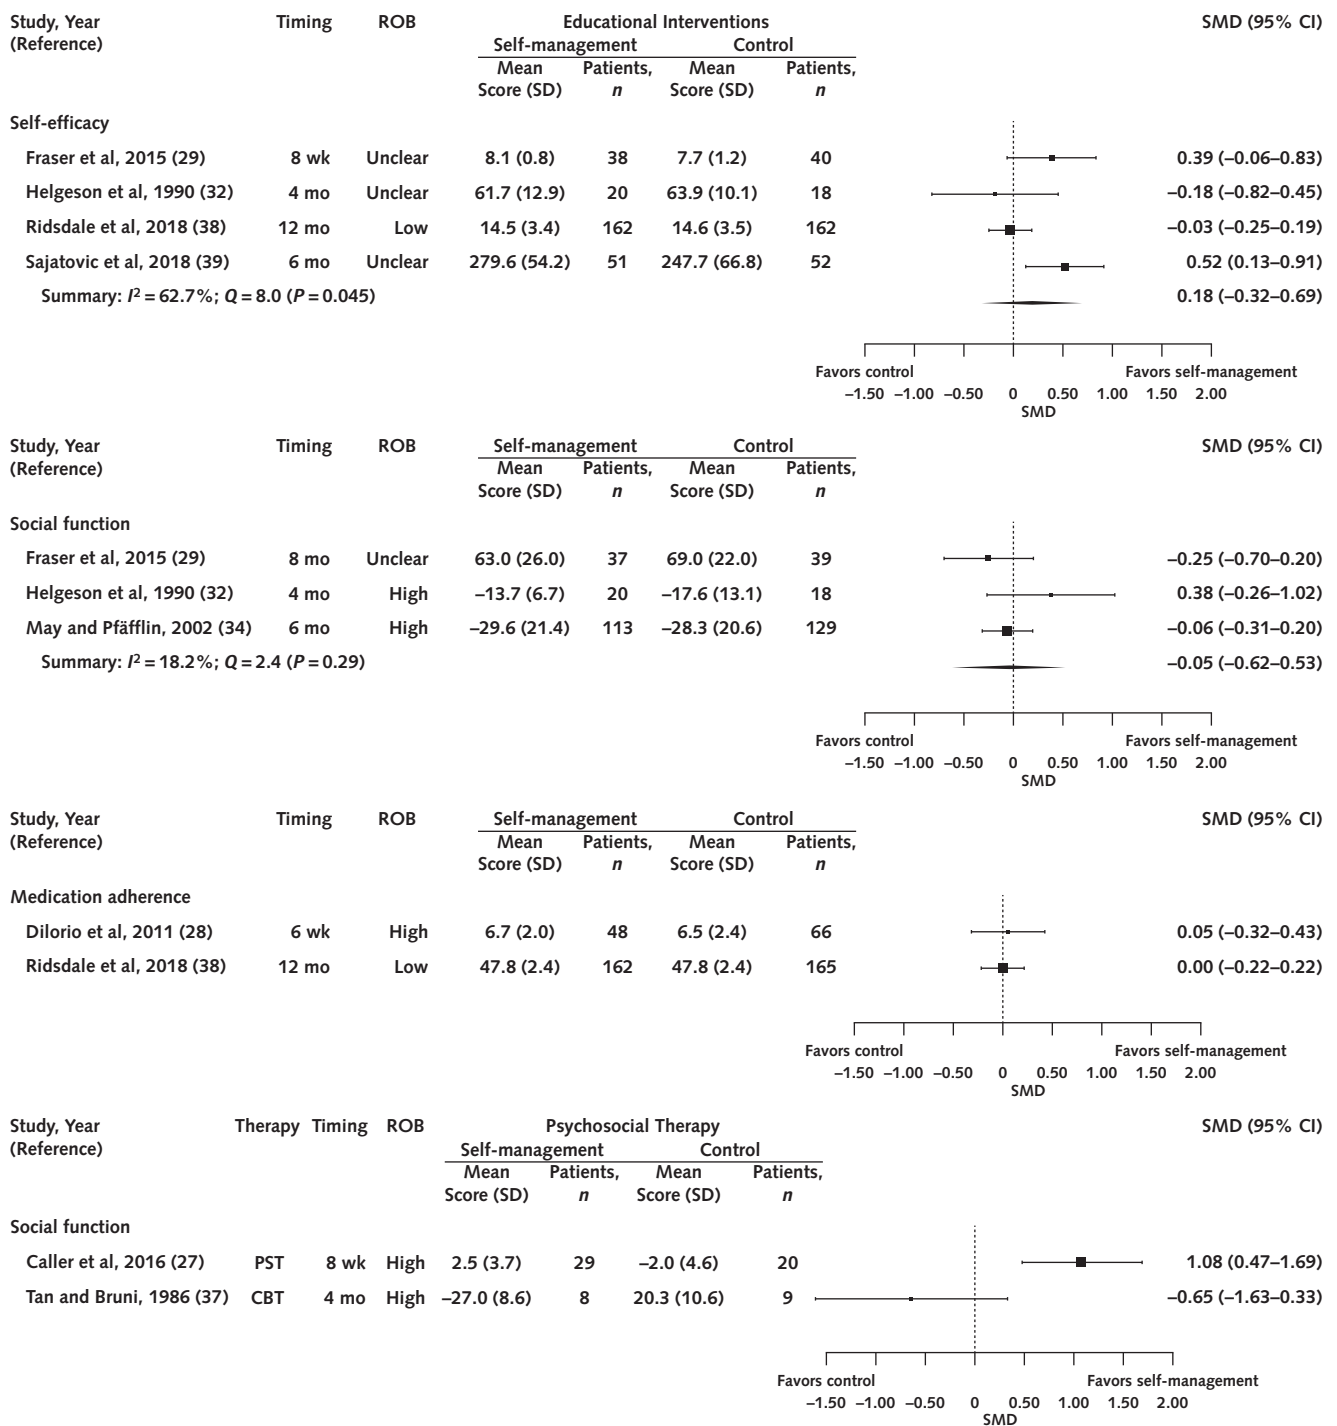 Study, Year Timing ROB Educational Interventions SMD (95% CI)
(Reference) Self-management Control
Mean Patients, Mean Patients,
Score (SD) n Score (SD) n
Self-efficacy
Fraser et al, 2015 (29) 8 wk Unclear 8.1 (0.8) 38 7.7 (1.2) 40 0.39 (–0.06–0.83)
Helgeson et al, 1990 (32) 4 mo Unclear 61.7 (12.9) 20 63.9 (10.1) 18 –0.18 (–0.82–0.45)
Ridsdale et al, 2018 (38) 12 mo Low 14.5 (3.4) 162 14.6 (3.5) 162 –0.03 (–0.25–0.19)
Sajatovic et al, 2018 (39) 6 mo Unclear 279.6 (54.2) 51 247.7 (66.8) 52 0.52 (0.13–0.91)
Summary: I² = 62.7%; Q = 8.0 (P = 0.045) 0.18 (–0.32–0.69)
Favors control Favors self-management
–1.50 –1.00 –0.50 0 0.50 1.00 1.50 2.00
SMD
Study, Year Timing ROB Self-management Control SMD (95% CI)
(Reference) Mean Patients, Mean Patients,
Score (SD) n Score (SD) n
Social function
Fraser et al, 2015 (29) 8 mo Unclear 63.0 (26.0) 37 69.0 (22.0) 39 –0.25 (–0.70–0.20)
Helgeson et al, 1990 (32) 4 mo High –13.7 (6.7) 20 –17.6 (13.1) 18 0.38 (–0.26–1.02)
May and Pfäfflin, 2002 (34) 6 mo High –29.6 (21.4) 113 –28.3 (20.6) 129 –0.06 (–0.31–0.20)
Summary: I² = 18.2%; Q = 2.4 (P = 0.29) –0.05 (–0.62–0.53)
Favors control Favors self-management
–1.50 –1.00 –0.50 0 0.50 1.00 1.50 2.00
SMD
Study, Year Timing ROB Self-management Control SMD (95% CI)
(Reference) Mean Patients, Mean Patients,
Score (SD) n Score (SD) n
Medication adherence
Dilorio et al, 2011 (28) 6 wk High 6.7 (2.0) 48 6.5 (2.4) 66 0.05 (–0.32–0.43)
Ridsdale et al, 2018 (38) 12 mo Low 47.8 (2.4) 162 47.8 (2.4) 165 0.00 (–0.22–0.22)
Favors control Favors self-management
–1.50 –1.00 –0.50 0 0.50 1.00 1.50 2.00
SMD
Study, Year Therapy Timing ROB Psychosocial Therapy SMD (95% CI)
(Reference) Self-management Control
Mean Patients, Mean Patients,
Score (SD) n Score (SD) n
Social function
Caller et al, 2016 (27) PST 8 wk High 2.5 (3.7) 29 –2.0 (4.6) 20 1.08 (0.47–1.69)
Tan and Bruni, 1986 (37) CBT 4 mo High –27.0 (8.6) 8 20.3 (10.6) 9 –0.65 (–1.63–0.33)
Favors control Favors self-management
–1.50 –1.00 –0.50 0 0.50 1.00 1.50 2.00
SMD